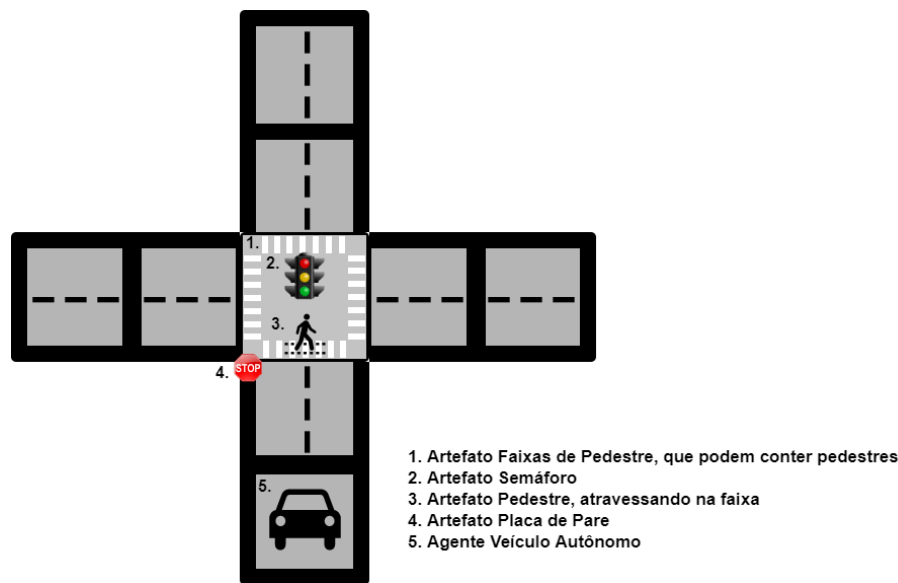 1.
2.
3.
4.
STOP
5.
1. Artefato Faixas de Pedestre, que podem conter pedestres
2. Artefato Semáforo
3. Artefato Pedestre, atravessando na faixa
4. Artefato Placa de Pare
5. Agente Veículo Autônomo